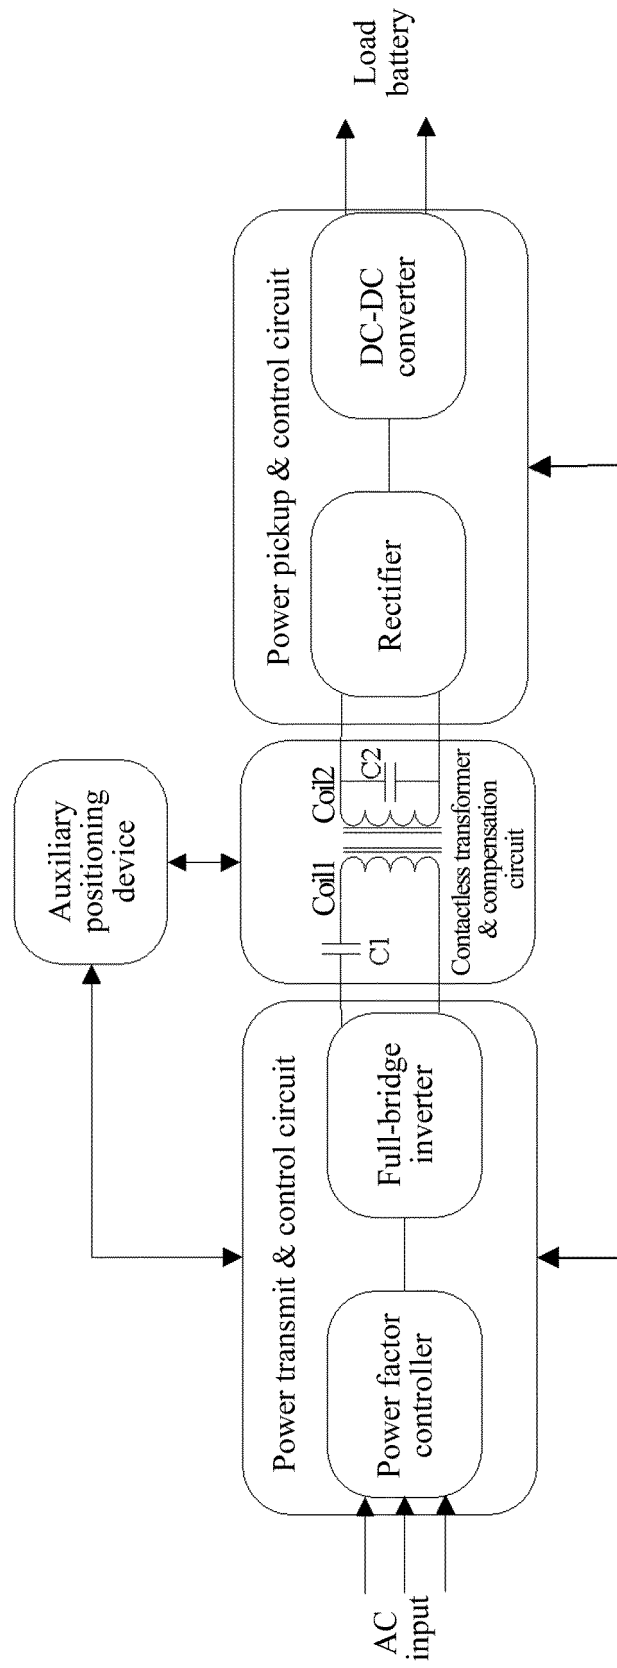 Auxiliary
positioning
device
AC
input
Power transmit & control circuit
Power factor
controller
Full-bridge
inverter
C1
Coil1
Coil2
C2
Contactless transformer
& compensation
circuit
Power pickup & control circuit
Rectifier
DC-DC
converter
Load
battery